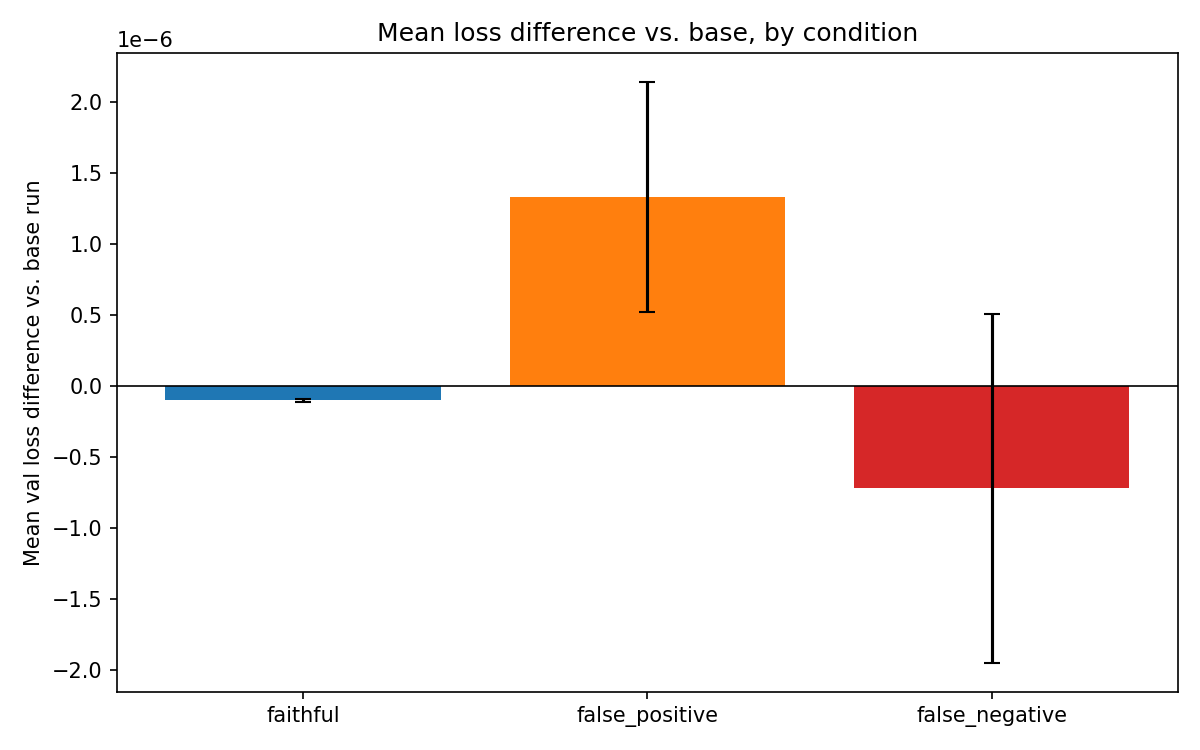 Mean loss difference vs. base, by condition
1e−6
Mean val loss difference vs. base run
2.0
1.5
1.0
0.5
0.0
−0.5
−1.0
−1.5
−2.0
faithful
false_positive
false_negative